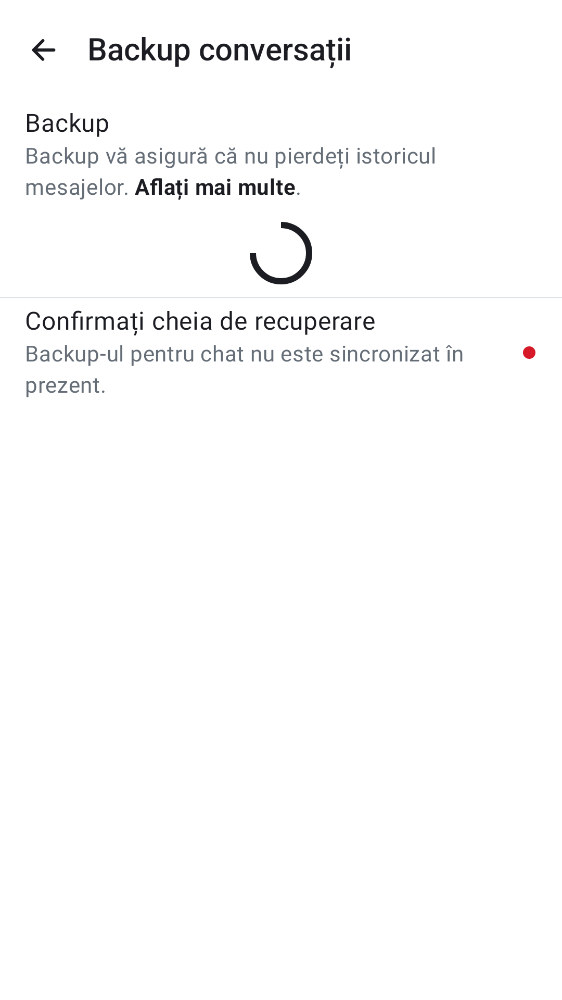 Backup conversații
Backup
Backup vă asigură că nu pierdeți istoricul
mesajelor. Aflați mai multe.
Confirmați cheia de recuperare
Backup-ul pentru chat nu este sincronizat în
prezent.